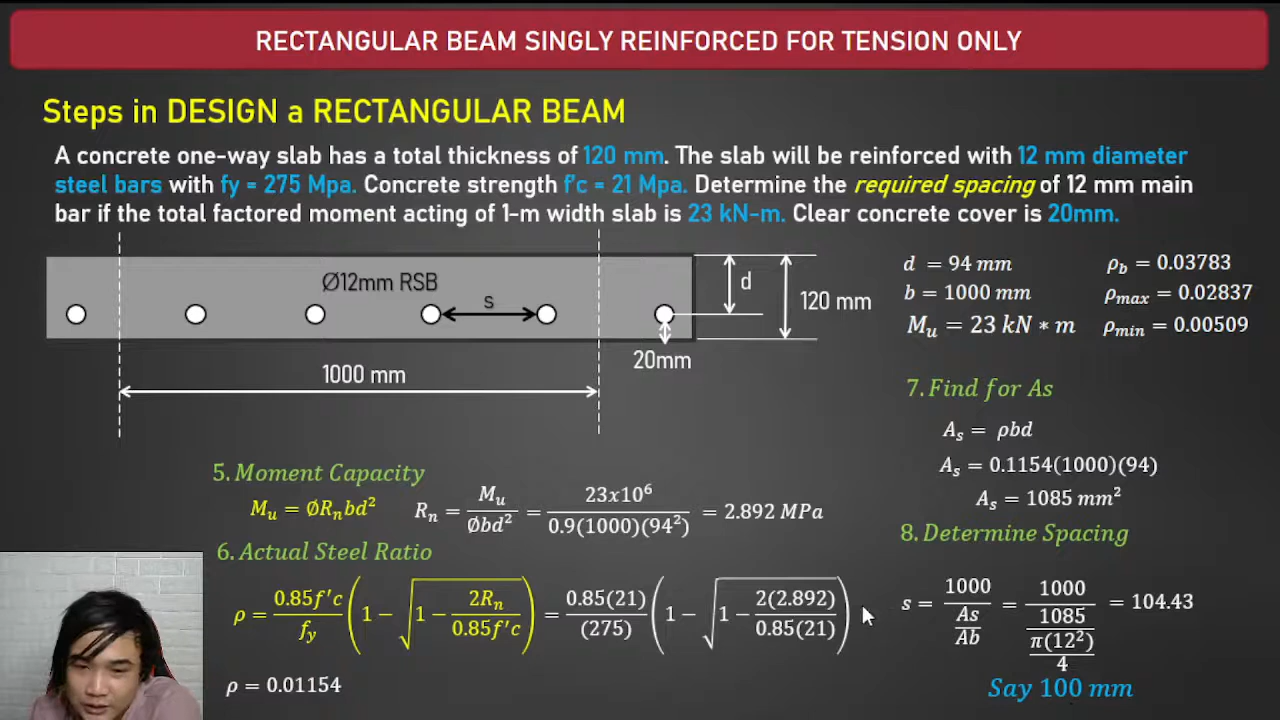 RECTANGULAR BEAM SINGLY REINFORCED FOR TENSION ONLY
Steps in DESIGN a RECTANGULAR BEAM
A concrete one-way slab has a total thickness of 120 mm. The slab will be reinforced with 12 mm diameter
steel bars with fy = 275 Mpa. Concrete strength f'c = 21 Mpa. Determine the required spacing of 12 mm main
bar if the total factored moment acting of 1-m width slab is 23 kN-m. Clear concrete cover is 20mm.
Ø12mm RSB
s
d
120 mm
20mm
1000 mm
d = 94 mm
b = 1000 mm
M_u = 23 kN * m
ρ_b = 0.03783
ρ_max = 0.02837
ρ_min = 0.00509
5. Moment Capacity
M_u = ØR_nbd² R_n = M_u/Øbd² = 23x10⁶/0.9(1000)(94²) = 2.892 MPa
6. Actual Steel Ratio
ρ = 0.85f'c/f_y (1 − √(1 − 2R_n/0.85f'c)) = 0.85(21)/(275) (1 − √(1 − 2(2.892)/0.85(21)))
ρ = 0.01154
7. Find for As
A_s = ρbd
A_s = 0.1154(1000)(94)
A_s = 1085 mm²
8. Determine Spacing
s = 1000/(As/Ab) = 1000/(1085/(π(12²)/4)) = 104.43
Say 100 mm